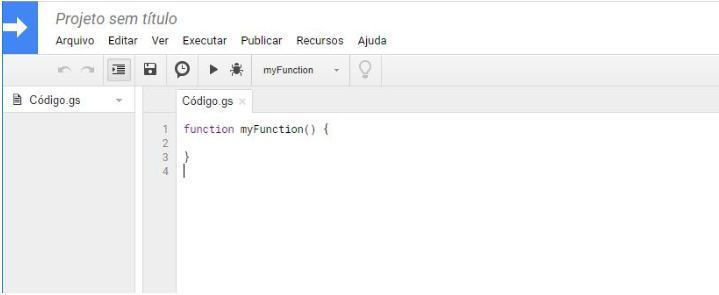 Projeto sem título
Arquivo Editar Ver Executar Publicar Recursos Ajuda
myFunction
Código.gs
Código.gs ×
1 function myFunction() {
2
3 }
4